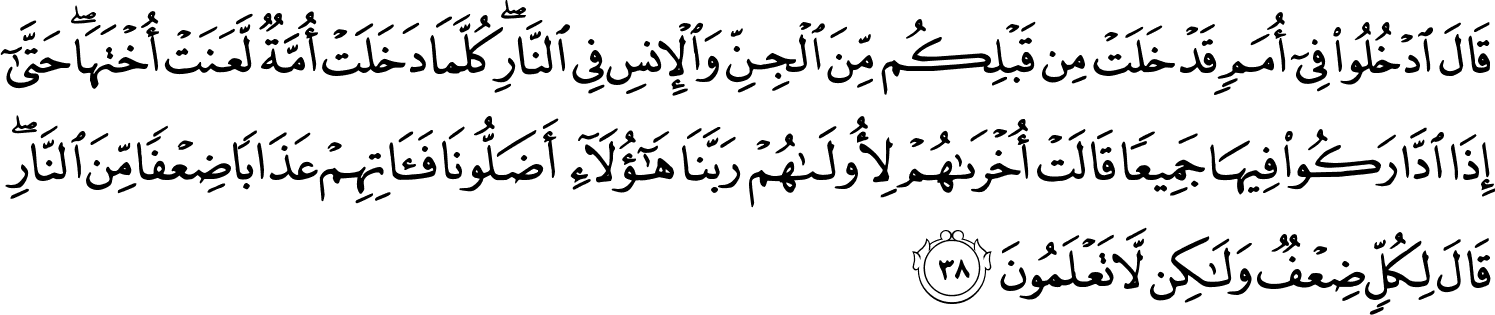 قَالَ ٱدْخُلُوا۟ فِىٓ أُمَمٍ قَدْ خَلَتْ مِن قَبْلِكُم مِّنَ ٱلْجِنِّ وَٱلْإِنسِ فِى ٱلنَّارِ ۖ كُلَّمَا دَخَلَتْ أُمَّةٌ لَّعَنَتْ أُخْتَهَا ۖ حَتَّىٰٓ
إِذَا ٱدَّارَكُوا۟ فِيهَا جَمِيعًا قَالَتْ أُخْرَىٰهُمْ لِأُولَىٰهُمْ رَبَّنَا هَٰٓؤُلَآءِ أَضَلُّونَا فَـَٔاتِهِمْ عَذَابًا ضِعْفًا مِّنَ ٱلنَّارِ ۖ
قَالَ لِكُلٍّ ضِعْفٌ وَلَٰكِن لَّا تَعْلَمُونَ ٣٨